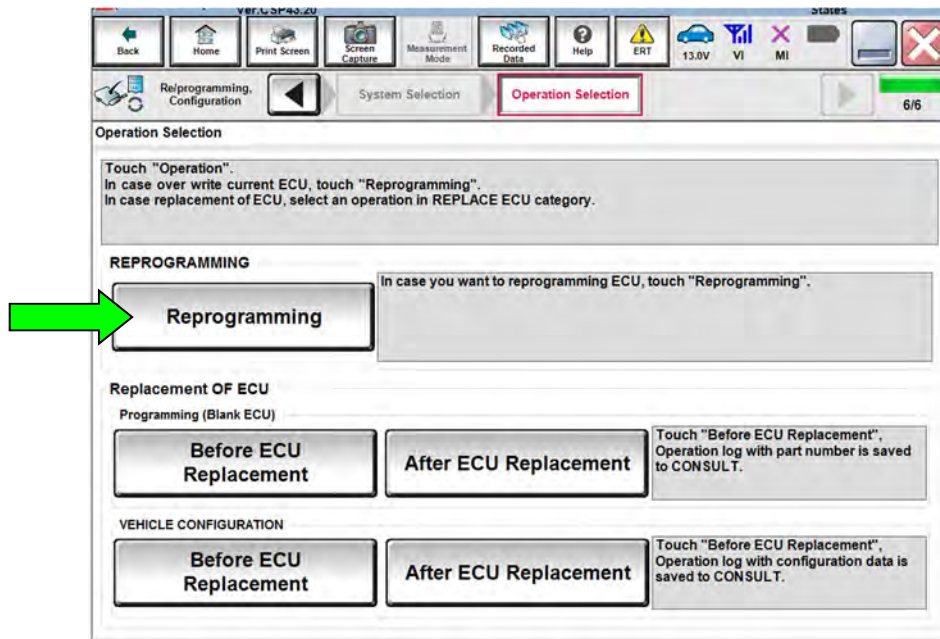 Ver.CSP43.20
States
Back
Home
Print Screen
Screen
Capture
Measurement
Mode
Recorded
Data
Help
ERT
13.0V
VI
MI
Re/programming,
Configuration
System Selection
Operation Selection
6/6
Operation Selection
Touch "Operation".
In case over write current ECU, touch "Reprogramming".
In case replacement of ECU, select an operation in REPLACE ECU category.
REPROGRAMMING
Reprogramming
In case you want to reprogramming ECU, touch "Reprogramming".
Replacement OF ECU
Programming (Blank ECU)
Before ECU
Replacement
After ECU Replacement
Touch "Before ECU Replacement",
Operation log with part number is saved
to CONSULT.
VEHICLE CONFIGURATION
Before ECU
Replacement
After ECU Replacement
Touch "Before ECU Replacement",
Operation log with configuration data is
saved to CONSULT.